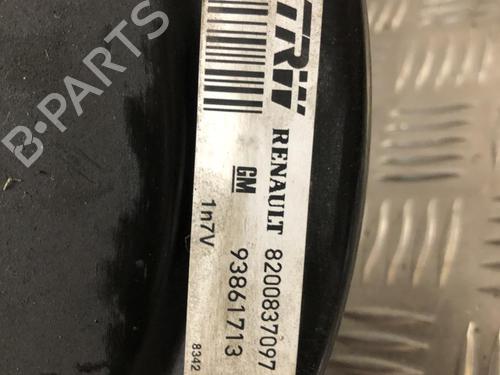 TRW
RENAULT 8200837097
GM 93861713
1n7V
8342
B-PARTS